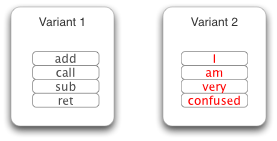 Variant 1
add
call
sub
ret
Variant 2
I
am
very
confused